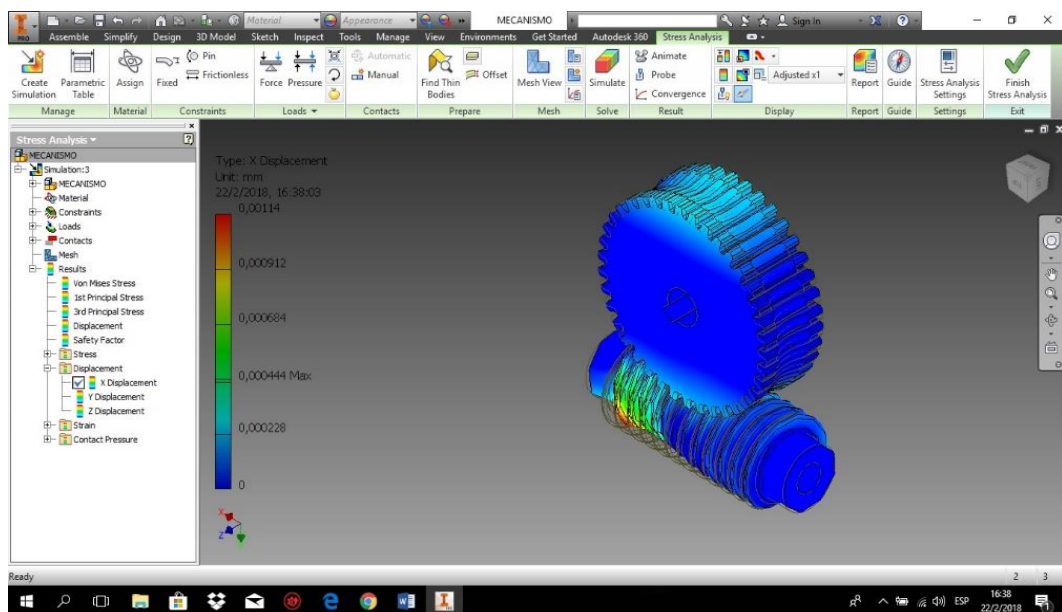 PRO
Material
Appearance
MECANISMO
Sign In
Assemble Simplify Design 3D Model Sketch Inspect Tools Manage View Environments Get Started Autodesk 360 Stress Analysis
Create Simulation
Parametric Table
Assign
Fixed
Pin
Frictionless
Force
Pressure
Automatic
Manual
Find Thin Bodies
Offset
Mesh View
Simulate
Animate
Probe
Convergence
Adjusted x1
Report
Guide
Stress Analysis Settings
Finish Stress Analysis
Manage Material Constraints Loads Contacts Prepare Mesh Solve Result Display Report Guide Settings Exit
Stress Analysis
MECANISMO
Simulation:3
MECANISMO
Material
Constraints
Loads
Contacts
Mesh
Results
Von Mises Stress
1st Principal Stress
3rd Principal Stress
Displacement
Safety Factor
Stress
Displacement
X Displacement
Y Displacement
Z Displacement
Strain
Contact Pressure
Type: X Displacement
Unit: mm
22/2/2018, 16:38:03
0,00114
0,000912
0,000684
0,000444 Max
0,000228
0
X
Z
Ready
2 3
ESP
16:38
22/2/2018